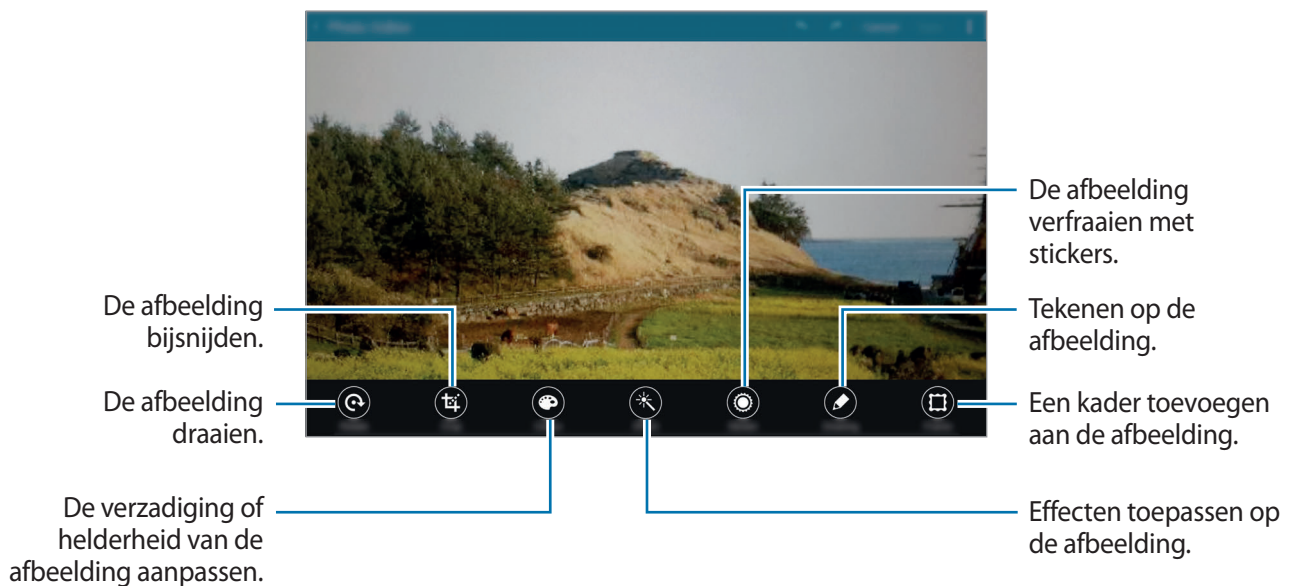 De afbeelding
verfraaien met
stickers.
De afbeelding
bijsnijden.
Tekenen op de
afbeelding.
De afbeelding
draaien.
Een kader toevoegen
aan de afbeelding.
De verzadiging of
helderheid van de
afbeelding aanpassen.
Effecten toepassen op
de afbeelding.